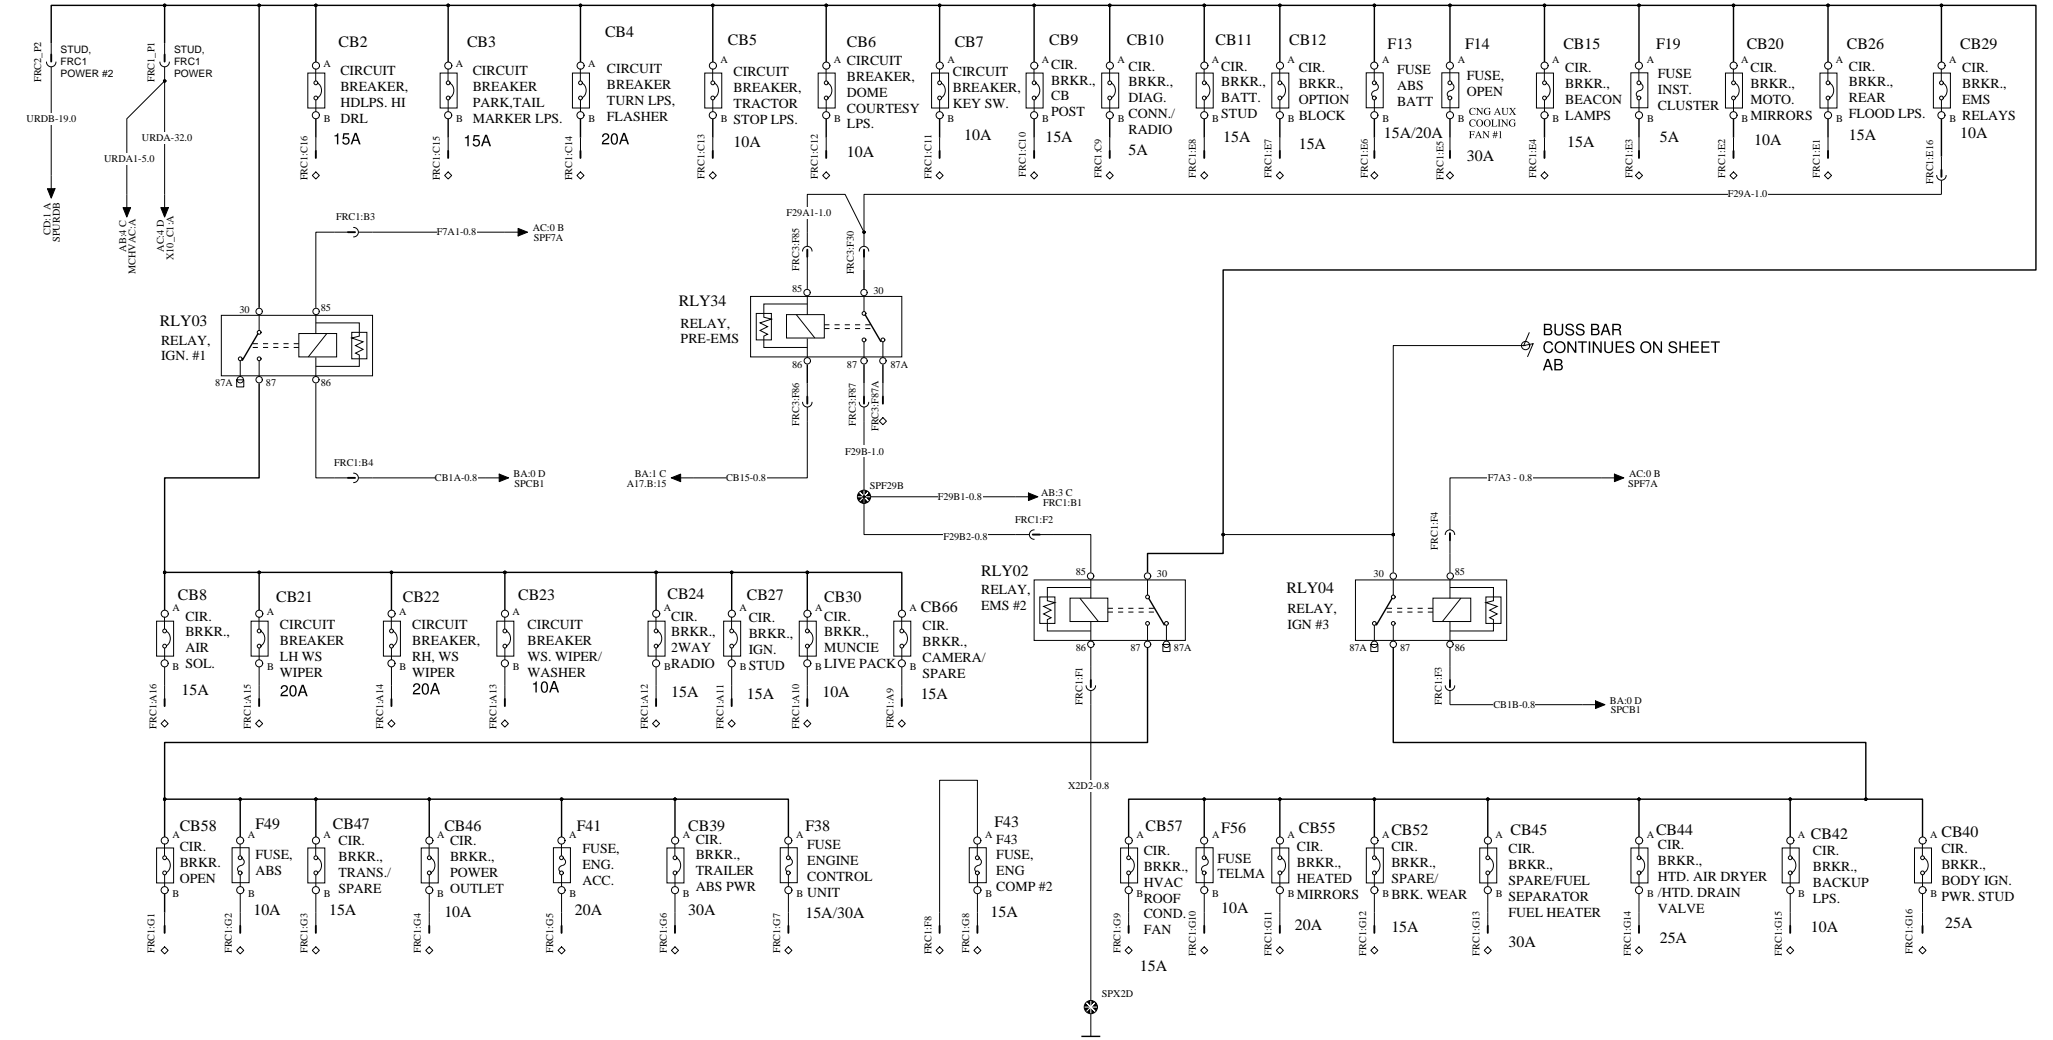 FRC2_P2
STUD,
FRC1
POWER #2
URDB-19.0
CD:1 A
SPURDB
FRC1_P1
STUD,
FRC1
POWER
URDA-32.0
URDA1-5.0
AB:4 C
MCHVAC:A
AC:4 D
X10_C1:A
CB2
A
CIRCUIT
BREAKER,
HDLPS. HI
DRL
B
15A
FRC1:C16
CB3
A
CIRCUIT
BREAKER
PARK,TAIL
MARKER LPS.
B
15A
FRC1:C15
CB4
A
CIRCUIT
BREAKER
TURN LPS,
FLASHER
B
20A
FRC1:C14
CB5
A
CIRCUIT
BREAKER,
TRACTOR
STOP LPS.
B
10A
FRC1:C13
CB6
A
CIRCUIT
BREAKER,
DOME
COURTESY
LPS.
B
10A
FRC1:C12
CB7
A
CIRCUIT
BREAKER,
KEY SW.
B
10A
FRC1:C11
CB9
A
CIR.
BRKR.,
CB
POST
B
15A
FRC1:C10
CB10
A
CIR.
BRKR.,
DIAG.
CONN./
RADIO
B
5A
FRC1:C9
CB11
A
CIR.
BRKR.,
BATT.
STUD
B
15A
FRC1:E8
CB12
A
CIR.
BRKR.,
OPTION
BLOCK
B
15A
FRC1:E7
F13
A
FUSE
ABS
BATT
B
15A/20A
FRC1:E6
F14
A
FUSE,
OPEN
CNG AUX
COOLING
FAN #1
B
30A
FRC1:E5
CB15
A
CIR.
BRKR.,
BEACON
LAMPS
B
15A
FRC1:E4
F19
A
FUSE
INST.
CLUSTER
B
5A
FRC1:E3
CB20
A
CIR.
BRKR.,
MOTO.
MIRRORS
B
10A
FRC1:E2
CB26
A
CIR.
BRKR.,
REAR
FLOOD LPS.
B
15A
FRC1:E1
CB29
A
CIR.
BRKR.,
EMS
RELAYS
B
10A
FRC1:E16
F29A-1.0
F29A1-1.0
FRC3:F85
FRC3:F30
FRC1:B3
F7A1-0.8
AC:0 B
SPF7A
RLY03
RELAY,
IGN. #1
30
85
87A
87
86
FRC1:B4
CB1A-0.8
BA:0 D
SPCB1
RLY34
RELAY,
PRE-EMS
85
30
86
87
87A
FRC3:F86
FRC3:F87
FRC3:F87A
BA:1 C
A17.B:15
CB15-0.8
F29B-1.0
SPF29B
F29B1-0.8
AB:3 C
FRC1:B1
F29B2-0.8
FRC1:F2
BUSS BAR
CONTINUES ON SHEET
AB
F7A3 - 0.8
AC:0 B
SPF7A
FRC1:F4
RLY02
RELAY,
EMS #2
85
30
86
87
87A
FRC1:F1
X2D2-0.8
SPX2D
RLY04
RELAY,
IGN #3
30
85
87A
87
86
FRC1:F3
CB1B-0.8
BA:0 D
SPCB1
CB8
A
CIR.
BRKR.,
AIR
SOL.
B
15A
FRC1:A16
CB21
A
CIRCUIT
BREAKER
LH WS
WIPER
B
20A
FRC1:A15
CB22
A
CIRCUIT
BREAKER,
RH, WS
WIPER
B
20A
FRC1:A14
CB23
A
CIRCUIT
BREAKER
WS. WIPER/
WASHER
B
10A
FRC1:A13
CB24
A
CIR.
BRKR.,
2WAY
RADIO
B
15A
FRC1:A12
CB27
A
CIR.
BRKR.,
IGN.
STUD
B
15A
FRC1:A11
CB30
A
CIR.
BRKR.,
MUNCIE
LIVE PACK
B
10A
FRC1:A10
CB66
A
CIR.
BRKR.,
CAMERA/
SPARE
B
15A
FRC1:A9
CB58
A
CIR.
BRKR.
OPEN
B
FRC1:G1
F49
A
FUSE,
ABS
B
10A
FRC1:G2
CB47
A
CIR.
BRKR.,
TRANS./
SPARE
B
15A
FRC1:G3
CB46
A
CIR.
BRKR.,
POWER
OUTLET
B
10A
FRC1:G4
F41
A
FUSE,
ENG.
ACC.
B
20A
FRC1:G5
CB39
A
CIR.
BRKR.,
TRAILER
ABS PWR
B
30A
FRC1:G6
F38
A
FUSE
ENGINE
CONTROL
UNIT
B
15A/30A
FRC1:G7
FRC1:F8
F43
A
F43
FUSE,
ENG
COMP #2
B
15A
FRC1:G8
CB57
A
CIR.
BRKR.,
HVAC
ROOF
COND.
FAN
B
15A
FRC1:G9
F56
A
FUSE
TELMA
B
10A
FRC1:G10
CB55
A
CIR.
BRKR.,
HEATED
MIRRORS
B
20A
FRC1:G11
CB52
A
CIR.
BRKR.,
SPARE/
BRK. WEAR
B
15A
FRC1:G12
CB45
A
CIR.
BRKR.,
SPARE/FUEL
SEPARATOR
FUEL HEATER
B
30A
FRC1:G13
CB44
A
CIR.
BRKR.,
HTD. AIR DRYER
/HTD. DRAIN
VALVE
B
25A
FRC1:G14
CB42
A
CIR.
BRKR.,
BACKUP
LPS.
B
10A
FRC1:G15
CB40
A
CIR.
BRKR.,
BODY IGN.
PWR. STUD
B
25A
FRC1:G16